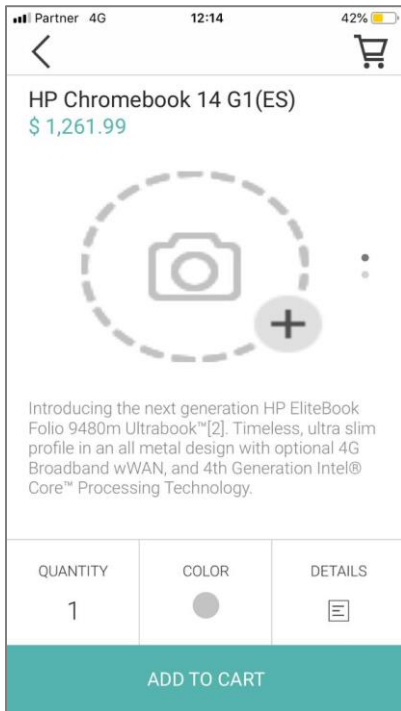 Partner 4G 12:14 42%
HP Chromebook 14 G1(ES)
$ 1,261.99
Introducing the next generation HP EliteBook
Folio 9480m Ultrabook™[2]. Timeless, ultra slim
profile in an all metal design with optional 4G
Broadband wWAN, and 4th Generation Intel®
Core™ Processing Technology.
QUANTITY COLOR DETAILS
1
ADD TO CART